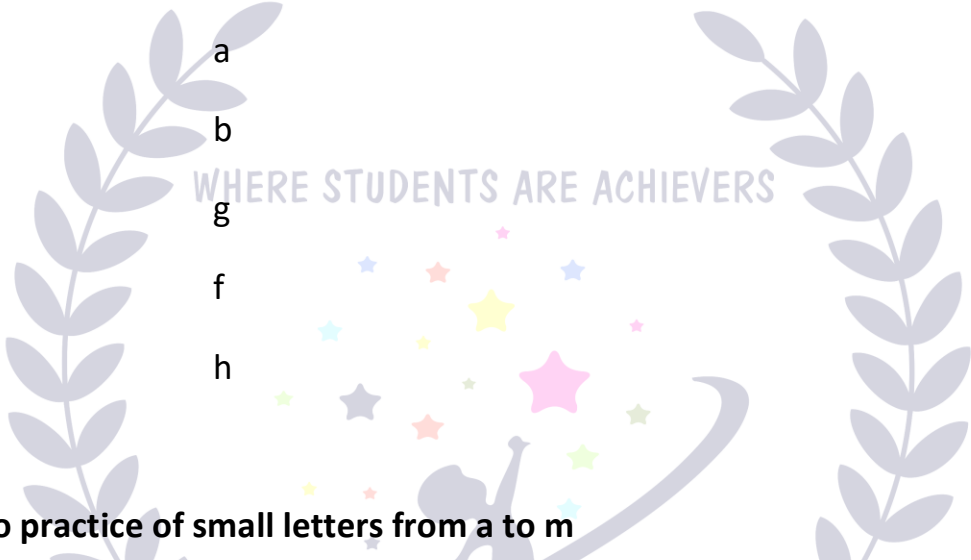 a
b
WHERE STUDENTS ARE ACHIEVERS
g
f
h
practice of small letters from a to m